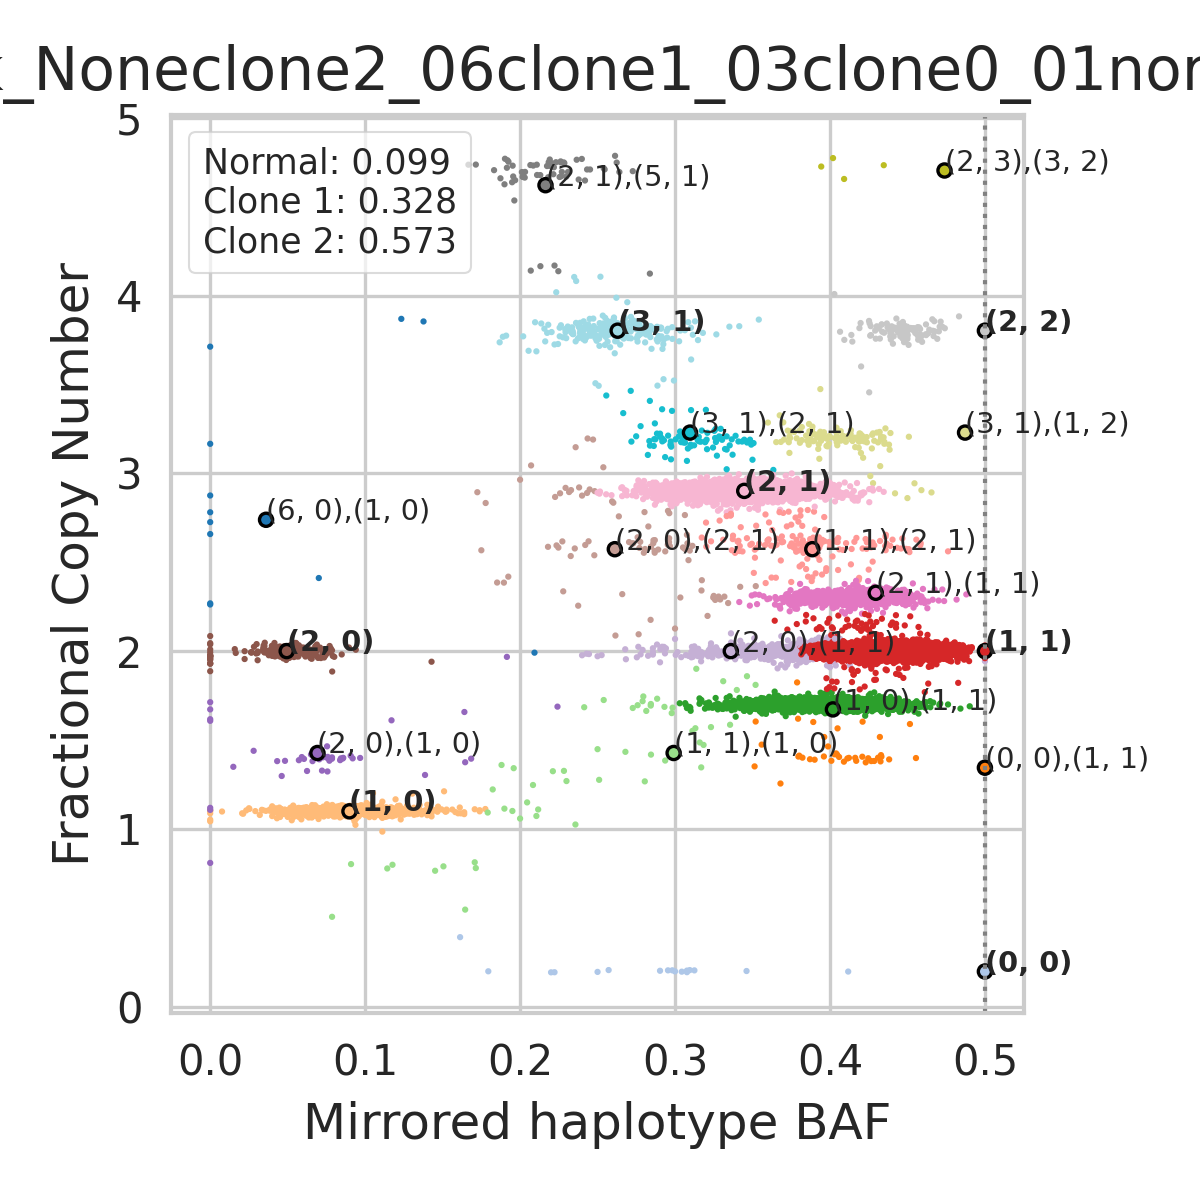 _Noneclone2_06clone1_03clone0_01nor
Normal: 0.099
Clone 1: 0.328
Clone 2: 0.573
Fractional Copy Number
5
4
3
2
1
0
(2, 1),(5, 1)
(2, 3),(3, 2)
(3, 1)
(2, 2)
(3, 1),(2, 1)
(3, 1),(1, 2)
(2, 1)
(6, 0),(1, 0)
(2, 0),(2, 1)
(1, 1),(2, 1)
(2, 1),(1, 1)
(2, 0)
(2, 0),(1, 1)
(1, 1)
(1, 0),(1, 1)
(2, 0),(1, 0)
(1, 1),(1, 0)
(0, 0),(1, 1)
(1, 0)
(0, 0)
0.0 0.1 0.2 0.3 0.4 0.5
Mirrored haplotype BAF